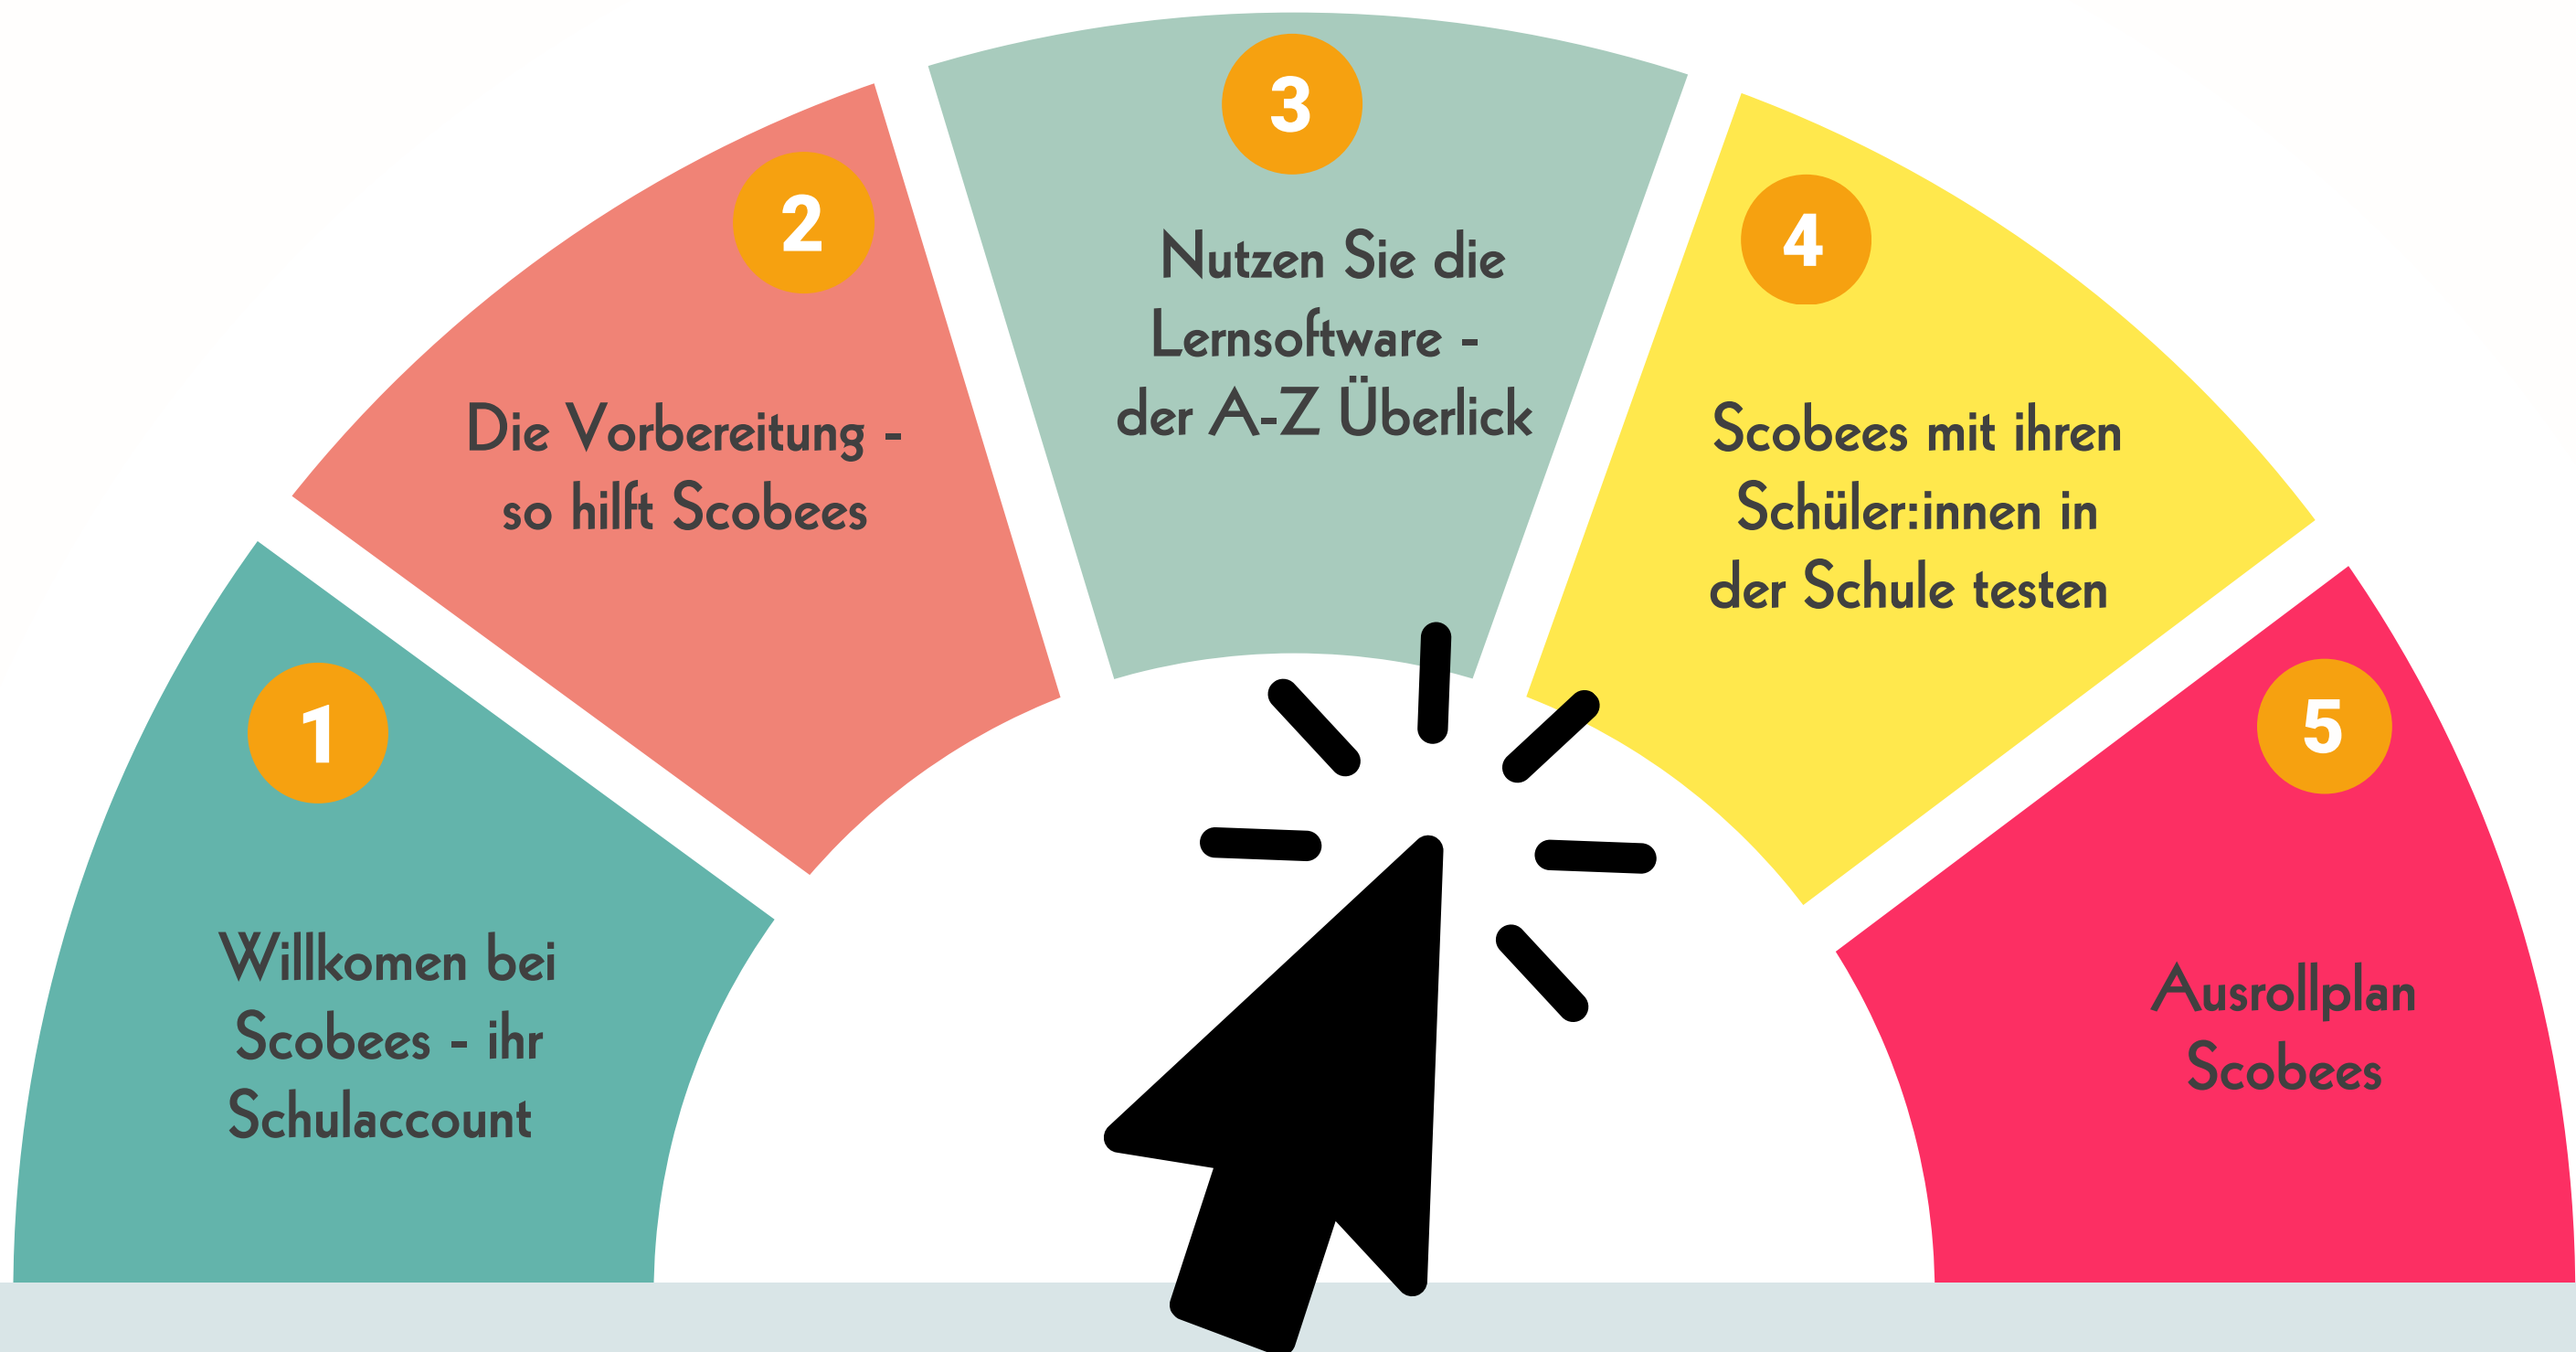 1
Willkomen bei
Scobees - ihr
Schulaccount
2
Die Vorbereitung -
so hilft Scobees
3
Nutzen Sie die
Lernsoftware -
der A-Z Überlick
4
Scobees mit ihren
Schüler:innen in
der Schule testen
5
Ausrollplan
Scobees